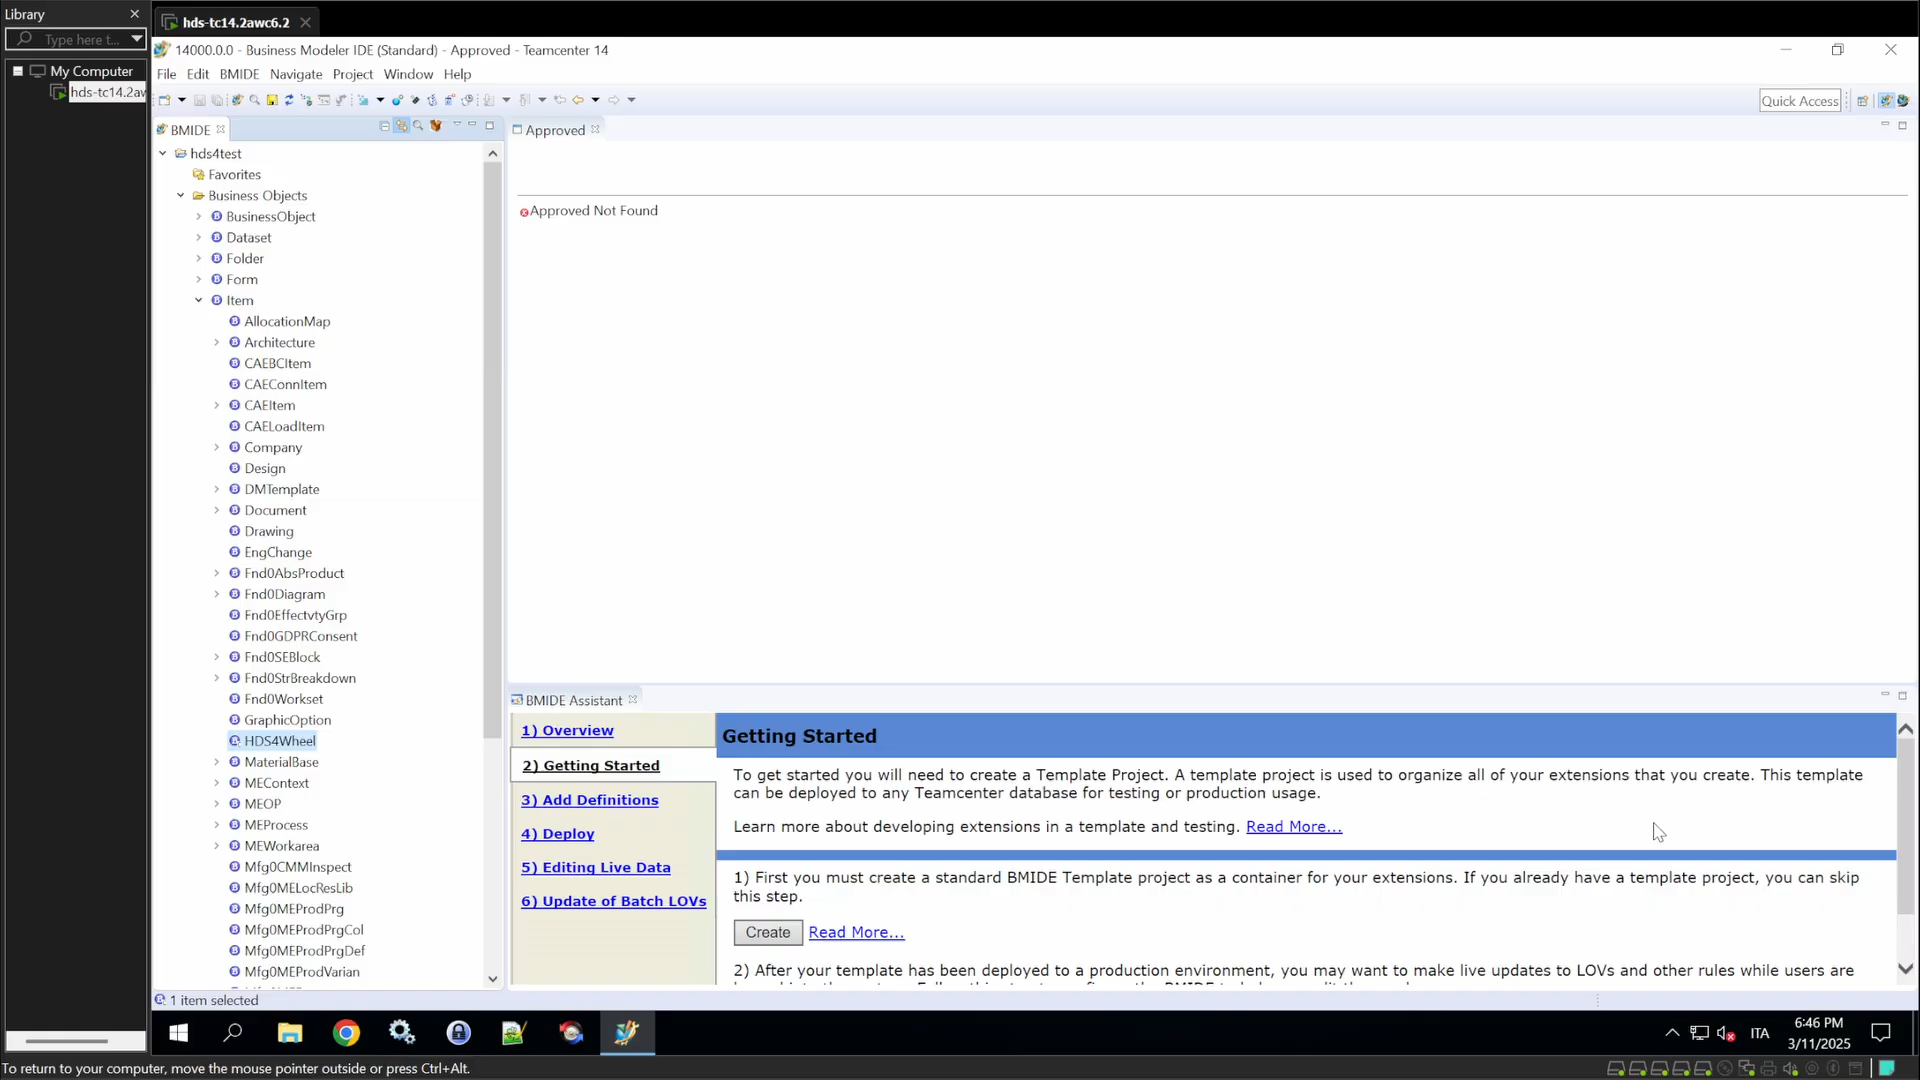 Library
hds-tc14.2awc6.2
Type here t...
14000.0.0 - Business Modeler IDE (Standard) - Approved - Teamcenter 14
My Computer
hds-tc14.2aw
File Edit BMIDE Navigate Project Window Help
Quick Access
BMIDE
Approved
hds4test
Favorites
Business Objects
BusinessObject
Dataset
Folder
Form
Item
AllocationMap
Architecture
CAEBCItem
CAEConnItem
CAEItem
CAELoadItem
Company
Design
DMTemplate
Document
Drawing
EngChange
Fnd0AbsProduct
Fnd0Diagram
Fnd0EffectvtyGrp
Fnd0GDPRConsent
Fnd0SEBlock
Fnd0StrBreakdown
Fnd0Workset
GraphicOption
HDS4Wheel
MaterialBase
MEContext
MEOP
MEProcess
MEWorkarea
Mfg0CMMInspect
Mfg0MELocResLib
Mfg0MEProdPrg
Mfg0MEProdPrgCol
Mfg0MEProdPrgDef
Mfg0MEProdVarian
Approved Not Found
BMIDE Assistant
1) Overview
2) Getting Started
3) Add Definitions
4) Deploy
5) Editing Live Data
6) Update of Batch LOVs
Getting Started
To get started you will need to create a Template Project. A template project is used to organize all of your extensions that you create. This template
can be deployed to any Teamcenter database for testing or production usage.
Learn more about developing extensions in a template and testing. Read More...
1) First you must create a standard BMIDE Template project as a container for your extensions. If you already have a template project, you can skip
this step.
Create Read More...
2) After your template has been deployed to a production environment, you may want to make live updates to LOVs and other rules while users are
1 item selected
ITA
6:46 PM
3/11/2025
To return to your computer, move the mouse pointer outside or press Ctrl+Alt.